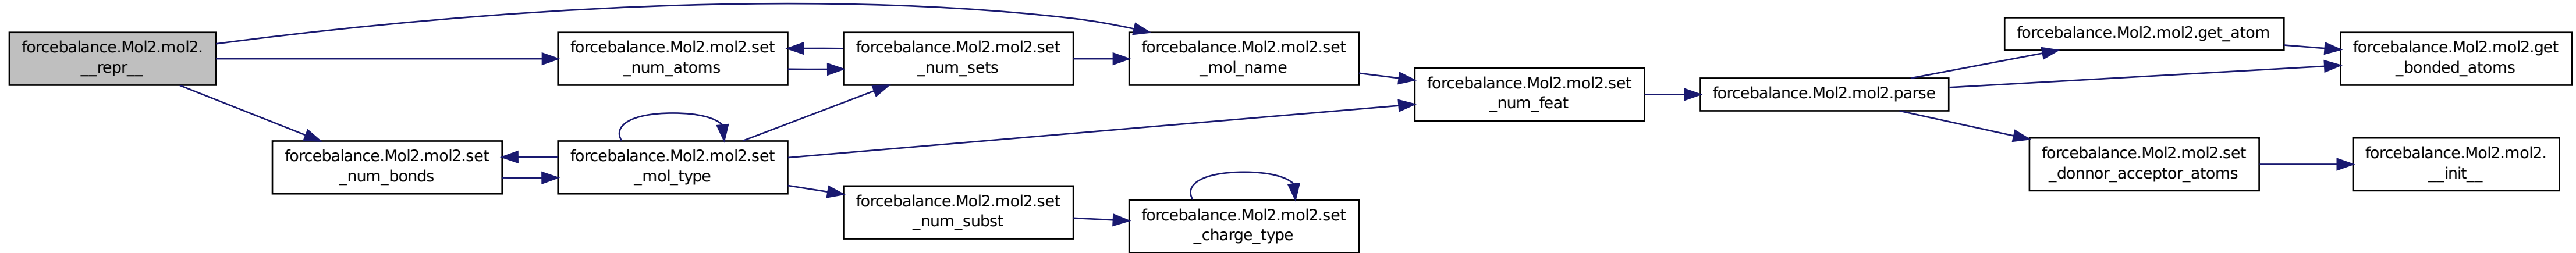 forcebalance.Mol2.mol2.
__repr__
forcebalance.Mol2.mol2.set
_num_bonds
forcebalance.Mol2.mol2.set
_num_atoms
forcebalance.Mol2.mol2.set
_mol_type
forcebalance.Mol2.mol2.set
_num_sets
forcebalance.Mol2.mol2.set
_num_subst
forcebalance.Mol2.mol2.set
_mol_name
forcebalance.Mol2.mol2.set
_charge_type
forcebalance.Mol2.mol2.set
_num_feat
forcebalance.Mol2.mol2.parse
forcebalance.Mol2.mol2.get_atom
forcebalance.Mol2.mol2.set
_donnor_acceptor_atoms
forcebalance.Mol2.mol2.get
_bonded_atoms
forcebalance.Mol2.mol2.
__init__